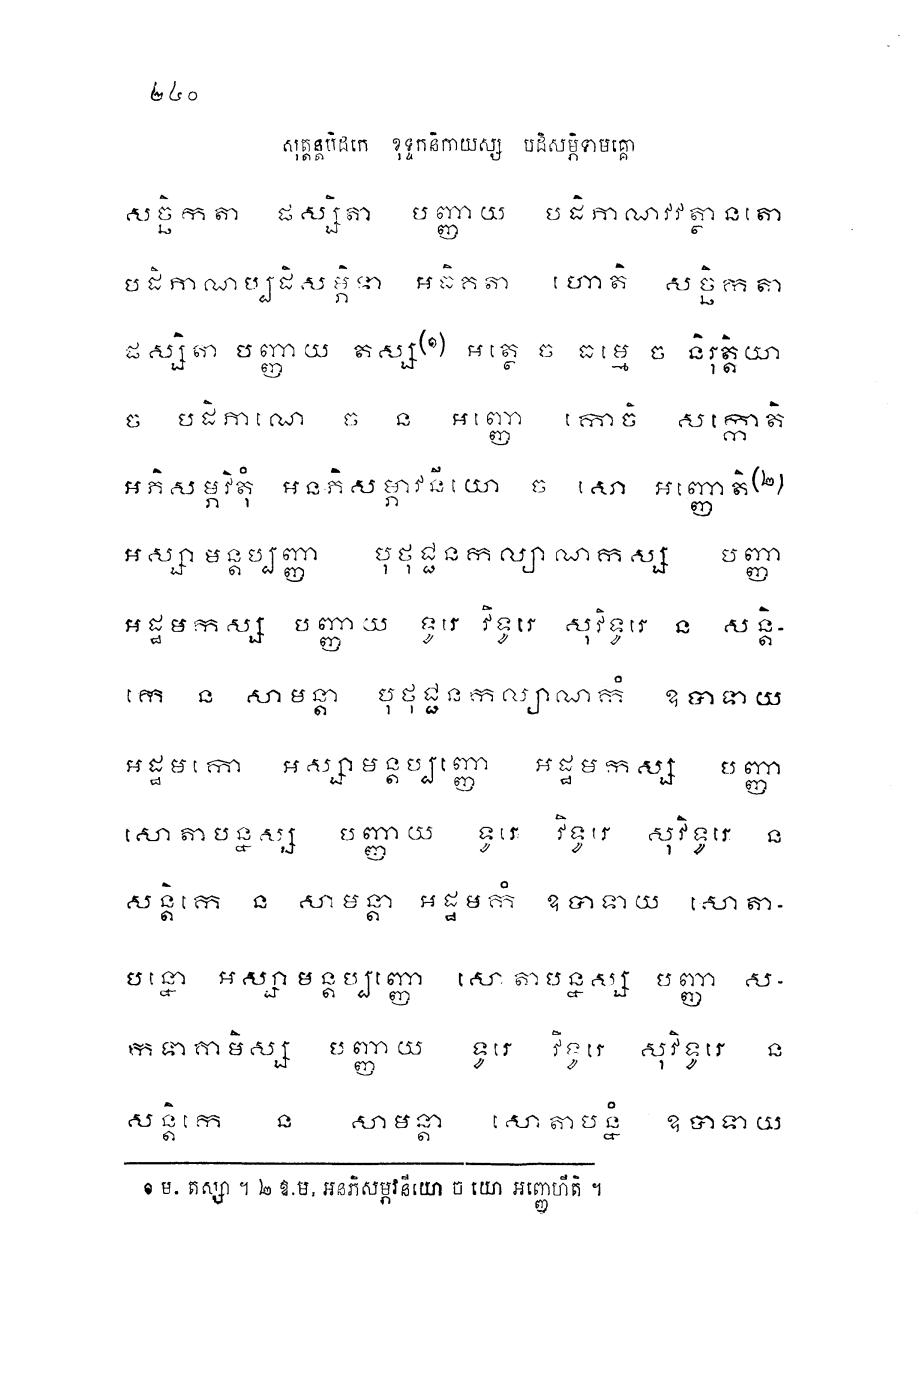 ២៤០
សុត្តន្តបិដកេ ខុទ្ទកនិកាយស្ស បដិសម្ភិទាមគ្គោ
សច្ឆិកតា ផស្សិតា បញ្ញាយ បដិភាណវវត្ថានតោ
បដិភាណប្បដិសម្ភិទា អធិកតា ហោតិ សច្ឆិកតា
ផស្សិតា បញ្ញាយ តស្ស(១) អត្ថេ ច ធម្មេ ច និរុត្តិយា
ច បដិភាណេ ច ន អញ្ញោ កោចិ សក្កោតិ
អភិសម្ភវិតុំ អនភិសម្ភាវនីយោ ច សោ អញ្ញោតិ(២)
អស្សាមន្តប្បញ្ញា បុថុជ្ជនកល្យាណកស្ស បញ្ញា
អដ្ឋមកស្ស បញ្ញាយ ទូរេ វិទូរេ សុវិទូរេ ន សន្តិ-
កេ ន សាមន្តា បុថុជ្ជនកល្យាណកំ ឧបាទាយ
អដ្ឋមកោ អស្សាមន្តប្បញ្ញោ អដ្ឋមកស្ស បញ្ញា
សោតាបន្នស្ស បញ្ញាយ ទូរេ វិទូរេ សុវិទូរេ ន
សន្តិកេ ន សាមន្តា អដ្ឋមកំ ឧបាទាយ សោតា-
បន្នោ អស្សាមន្តប្បញ្ញោ សោតាបន្នស្ស បញ្ញា ស-
កទាគាមិស្ស បញ្ញាយ ទូរេ វិទូរេ សុវិទូរេ ន
សន្តិកេ ន សាមន្តា សោតាបន្នំ ឧបាទាយ
១ ម. តស្សា ។ ២ ឱ.ម, អនភិសម្ភវនីយោ ច យោ អញ្ញេហីតិ ។